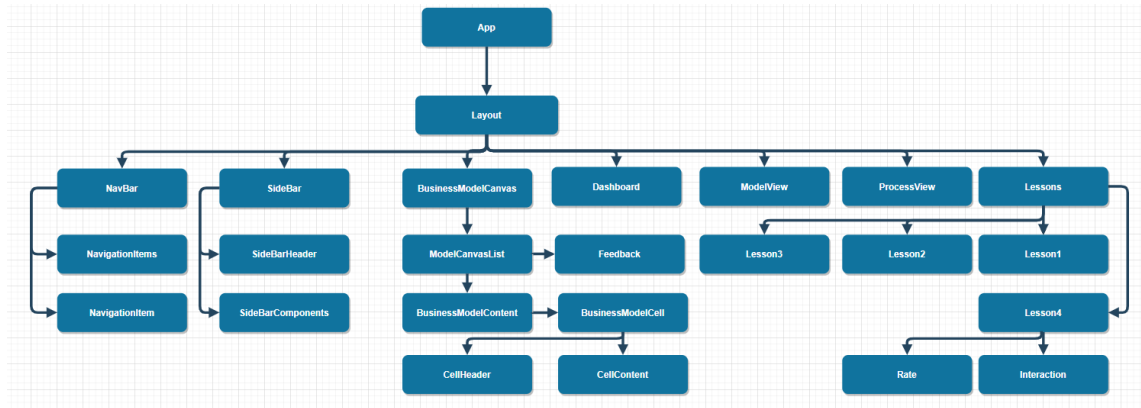 App
Layout
NavBar
SideBar
BusinessModelCanvas
Dashboard
ModelView
ProcessView
Lessons
NavigationItems
SideBarHeader
ModelCanvasList
Feedback
Lesson3
Lesson2
Lesson1
NavigationItem
SideBarComponents
BusinessModelContent
BusinessModelCell
Lesson4
CellHeader
CellContent
Rate
Interaction